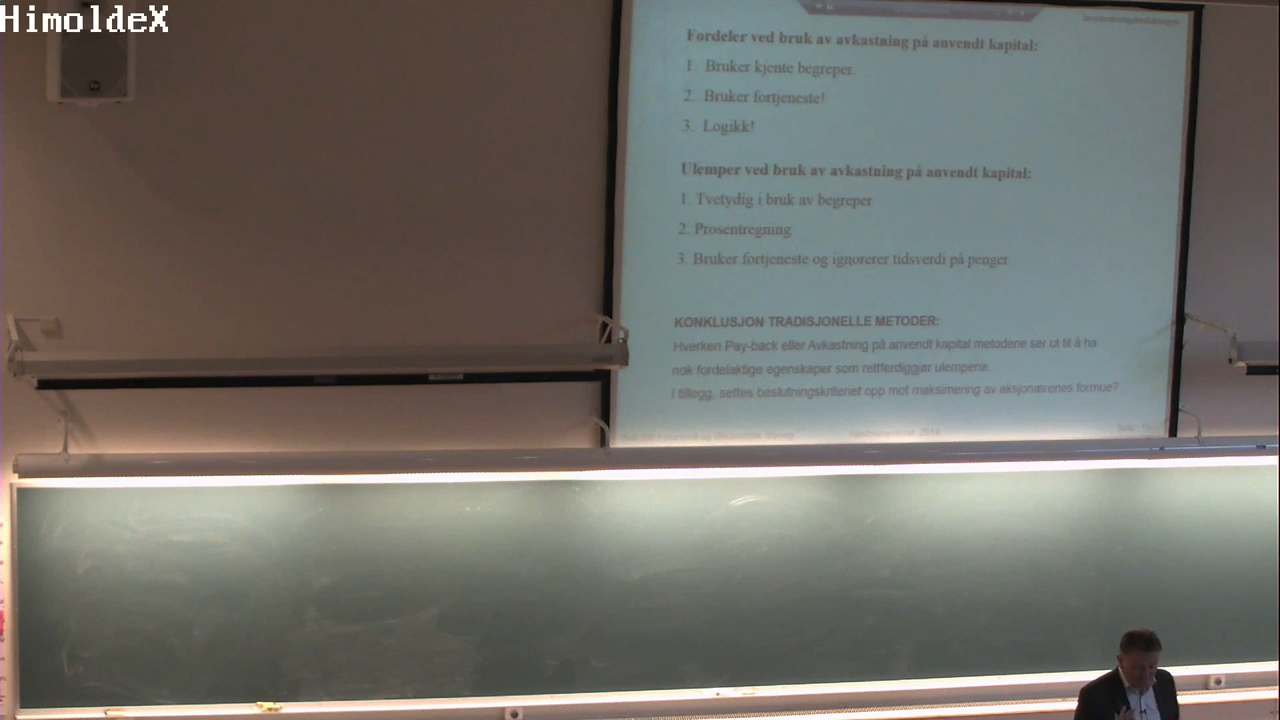 HimoldeX
Fordeler ved bruk av avkastning på anvendt kapital:
1. Bruker kjente begreper
2. Bruker fortjeneste!
3. Logikk!
Ulemper ved bruk av avkastning på anvendt kapital:
1. Tvetydig i bruk av begreper
2. Prosentregning
3. Bruker fortjeneste og ignorerer tidsverdi på penger
KONKLUSJON TRADISJONELLE METODER:
Hverken Pay-back eller Avkastning på anvendt kapital metodene ser ut til å ha
nok fordelaktige egenskaper som rettferdiggjør ulempene.
I tillegg, settes beslutningskriteriet opp mot maksimering av aksjonærenes formue?